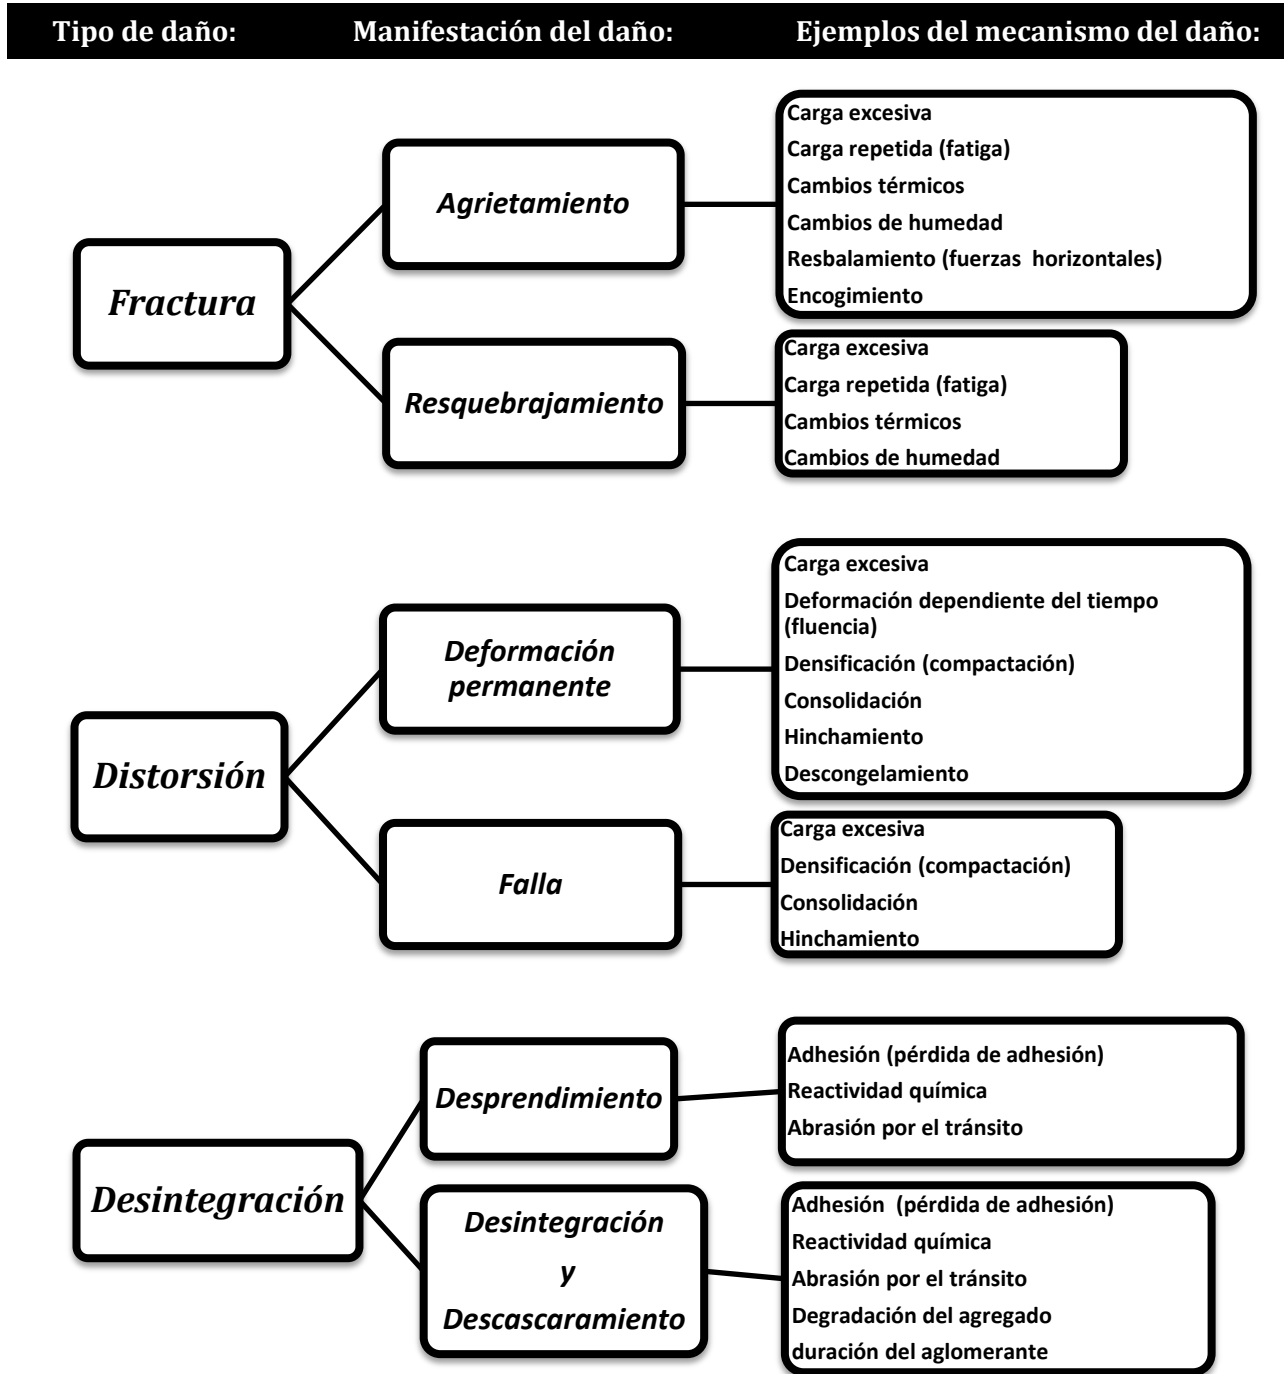 Tipo de daño: Manifestación del daño: Ejemplos del mecanismo del daño:
Fractura
Agrietamiento
Carga excesiva
Carga repetida (fatiga)
Cambios térmicos
Cambios de humedad
Resbalamiento (fuerzas horizontales)
Encogimiento
Resquebrajamiento
Carga excesiva
Carga repetida (fatiga)
Cambios térmicos
Cambios de humedad
Distorsión
Deformación
permanente
Carga excesiva
Deformación dependiente del tiempo
(fluencia)
Densificación (compactación)
Consolidación
Hinchamiento
Descongelamiento
Falla
Carga excesiva
Densificación (compactación)
Consolidación
Hinchamiento
Desintegración
Desprendimiento
Adhesión (pérdida de adhesión)
Reactividad química
Abrasión por el tránsito
Desintegración
y
Descascaramiento
Adhesión (pérdida de adhesión)
Reactividad química
Abrasión por el tránsito
Degradación del agregado
duración del aglomerante